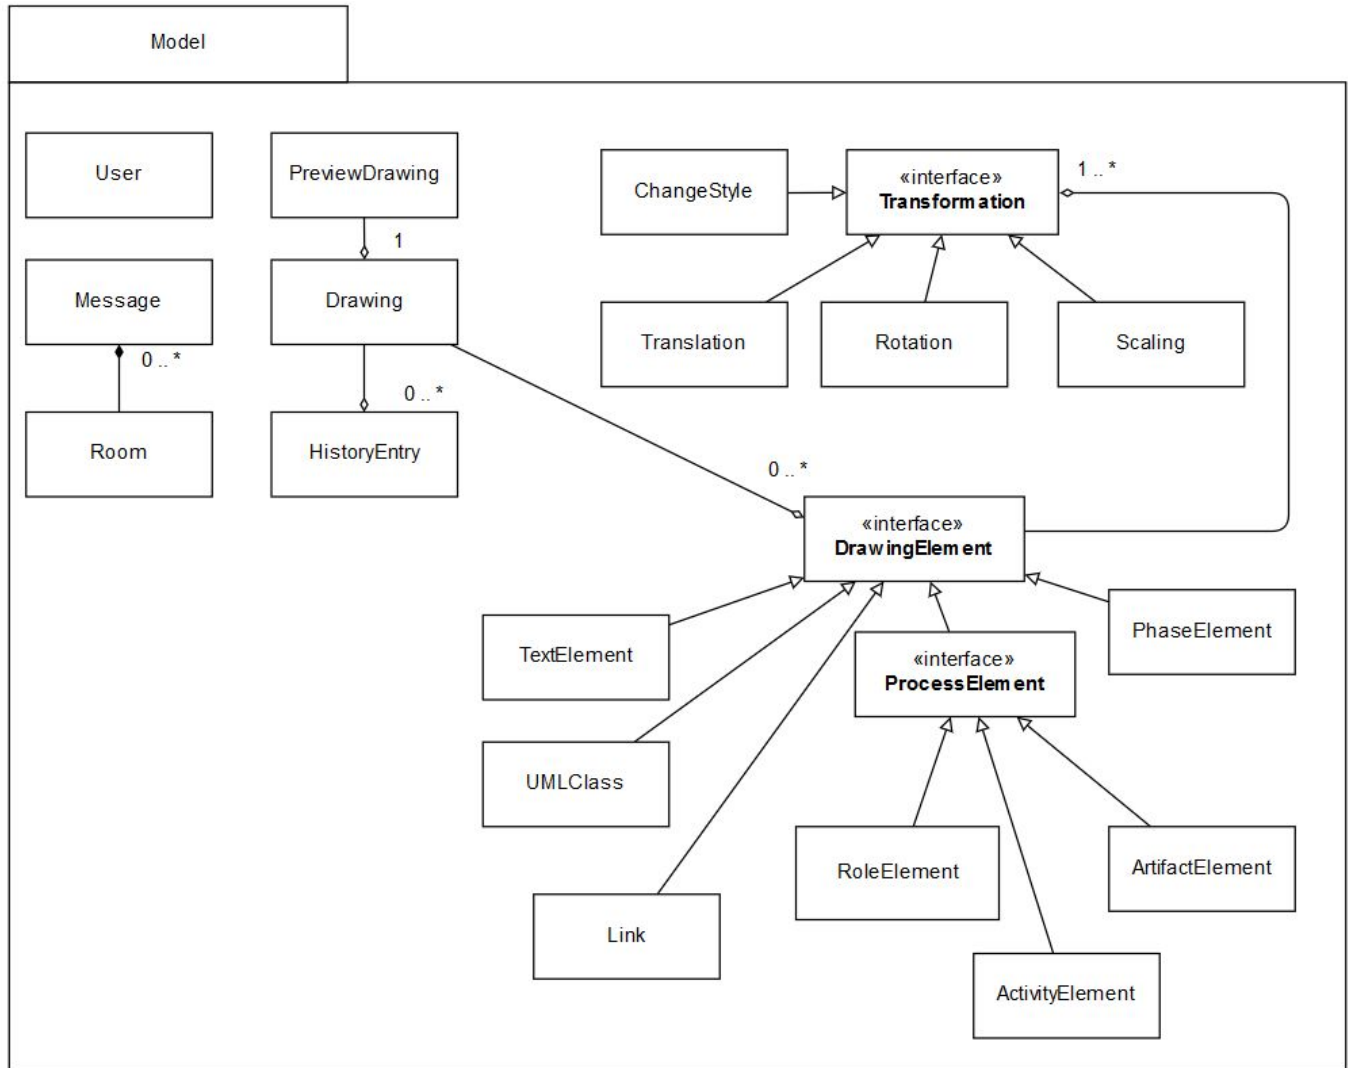 Model
User
PreviewDrawing
ChangeStyle
«interface»
Transformation
1 .. *
1
Message
Drawing
0 .. *
Translation
Rotation
Scaling
0 .. *
Room
HistoryEntry
0 .. *
«interface»
DrawingElement
TextElement
«interface»
ProcessElement
PhaseElement
UMLClass
RoleElement
ArtifactElement
Link
ActivityElement